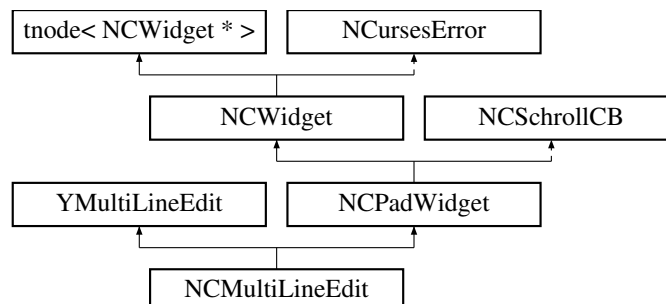 tnode< NCWidget * >
NCursesError
NCWidget
NCSchrollCB
YMultiLineEdit
NCPadWidget
NCMultiLineEdit